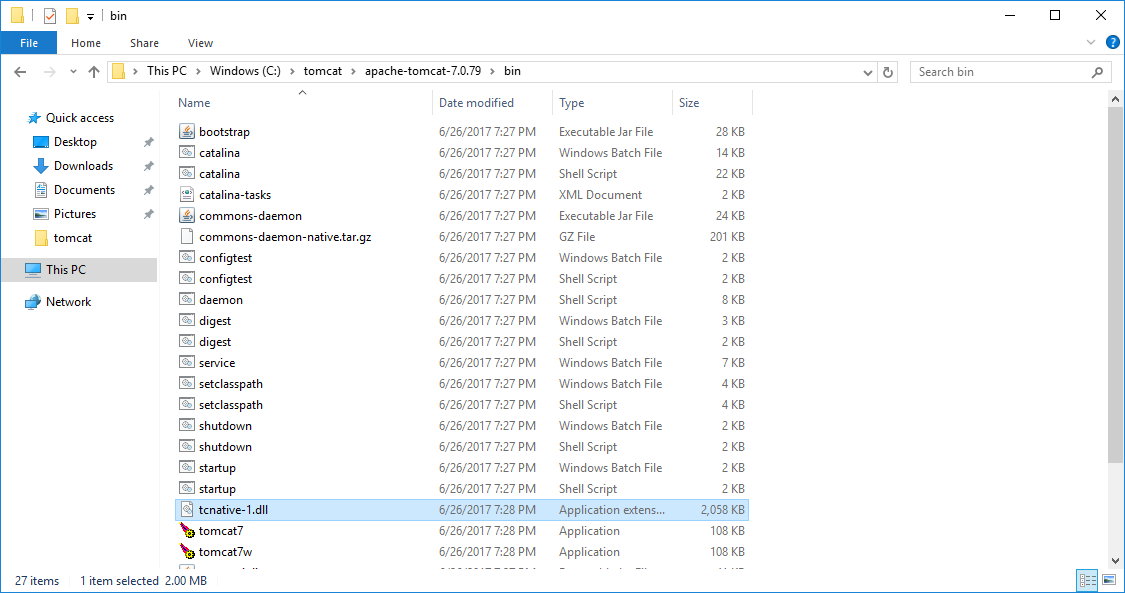 bin
File Home Share View
This PC Windows (C:) tomcat apache-tomcat-7.0.79 bin Search bin
Name Date modified Type Size
Quick access
Desktop
Downloads
Documents
Pictures
tomcat
This PC
Network
bootstrap 6/26/2017 7:27 PM Executable Jar File 28 KB
catalina 6/26/2017 7:27 PM Windows Batch File 14 KB
catalina 6/26/2017 7:27 PM Shell Script 22 KB
catalina-tasks 6/26/2017 7:27 PM XML Document 2 KB
commons-daemon 6/26/2017 7:27 PM Executable Jar File 24 KB
commons-daemon-native.tar.gz 6/26/2017 7:27 PM GZ File 201 KB
configtest 6/26/2017 7:27 PM Windows Batch File 2 KB
configtest 6/26/2017 7:27 PM Shell Script 2 KB
daemon 6/26/2017 7:27 PM Shell Script 8 KB
digest 6/26/2017 7:27 PM Windows Batch File 3 KB
digest 6/26/2017 7:27 PM Shell Script 2 KB
service 6/26/2017 7:27 PM Windows Batch File 7 KB
setclasspath 6/26/2017 7:27 PM Windows Batch File 4 KB
setclasspath 6/26/2017 7:27 PM Shell Script 4 KB
shutdown 6/26/2017 7:27 PM Windows Batch File 2 KB
shutdown 6/26/2017 7:27 PM Shell Script 2 KB
startup 6/26/2017 7:27 PM Windows Batch File 2 KB
startup 6/26/2017 7:27 PM Shell Script 2 KB
tcnative-1.dll 6/26/2017 7:28 PM Application extens... 2,058 KB
tomcat7 6/26/2017 7:28 PM Application 108 KB
tomcat7w 6/26/2017 7:28 PM Application 108 KB
27 items 1 item selected 2.00 MB